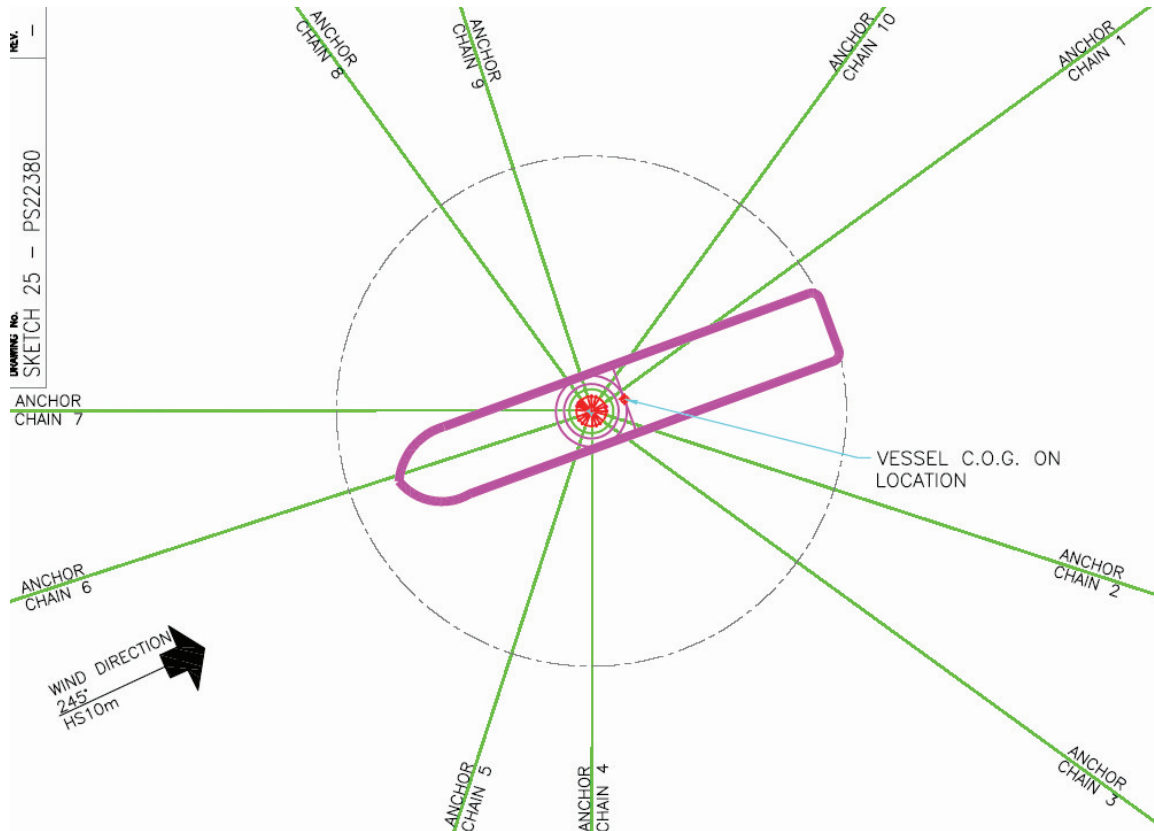 REV.
—
DRAWING No.
SKETCH 25 — PS22380
ANCHOR
CHAIN 8
ANCHOR
CHAIN 9
ANCHOR
CHAIN 10
ANCHOR
CHAIN 1
ANCHOR
CHAIN 7
VESSEL C.O.G. ON
LOCATION
ANCHOR
CHAIN 6
ANCHOR
CHAIN 2
WIND DIRECTION
245°
HS10m
ANCHOR
CHAIN 5
ANCHOR
CHAIN 4
ANCHOR
CHAIN 3